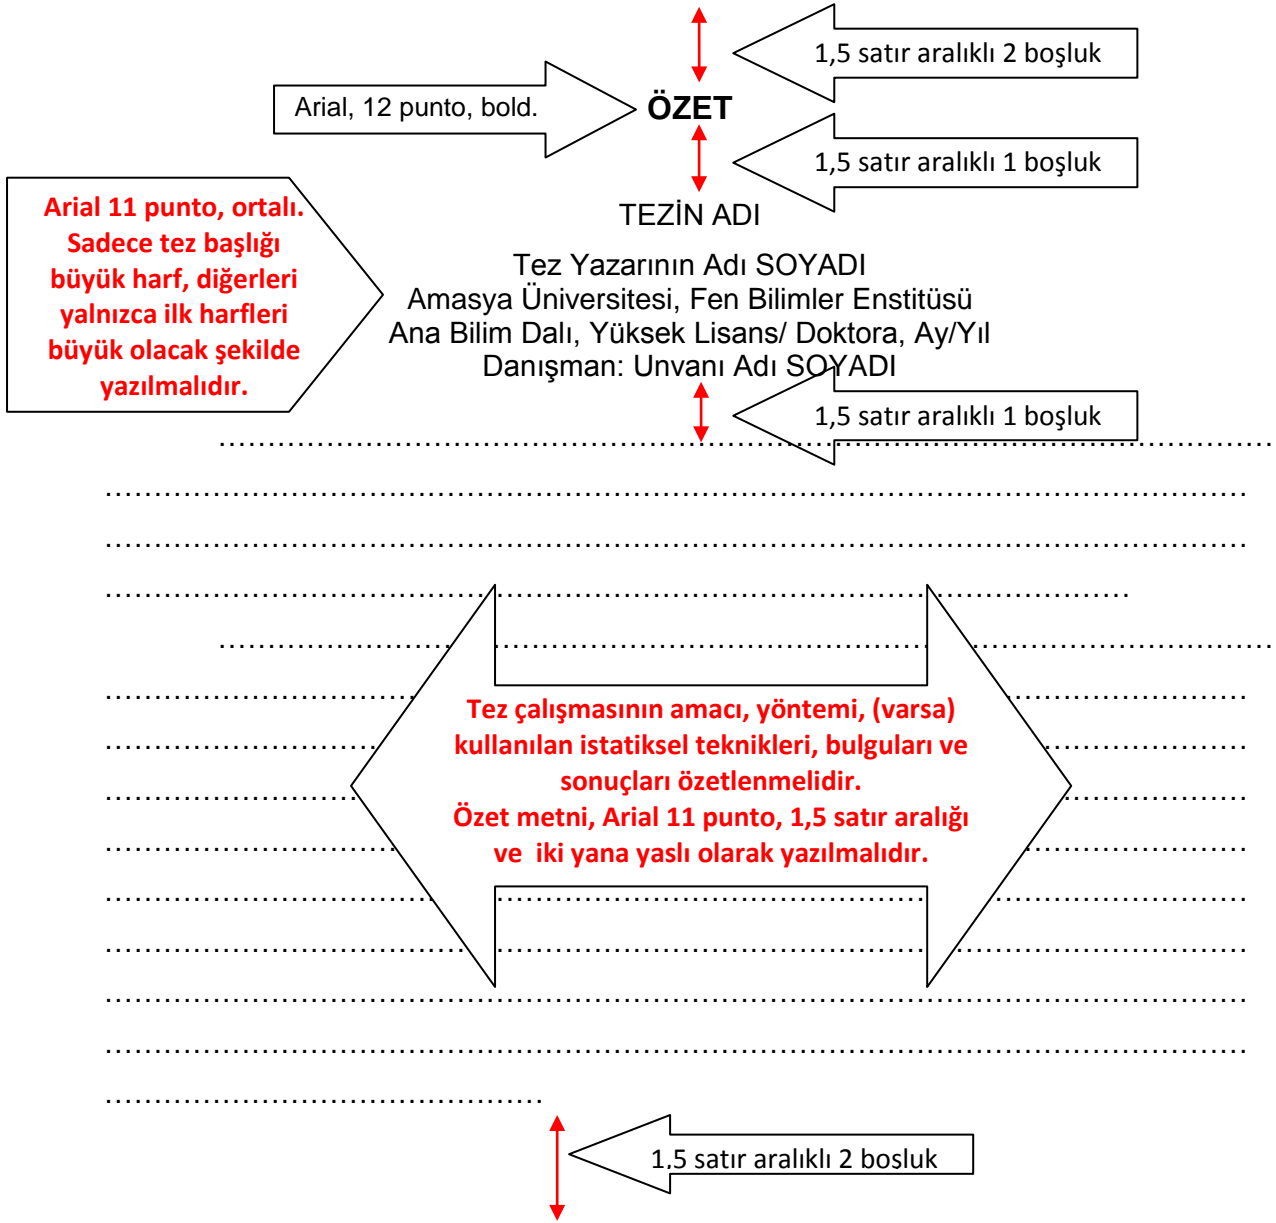 1,5 satır aralıklı 2 boşluk
Arial, 12 punto, bold.
ÖZET
1,5 satır aralıklı 1 boşluk
Arial 11 punto, ortalı.
Sadece tez başlığı
büyük harf, diğerleri
yalnızca ilk harfleri
büyük olacak şekilde
yazılmalıdır.
TEZİN ADI
Tez Yazarının Adı SOYADI
Amasya Üniversitesi, Fen Bilimler Enstitüsü
Ana Bilim Dalı, Yüksek Lisans/ Doktora, Ay/Yıl
Danışman: Unvanı Adı SOYADI
1,5 satır aralıklı 1 boşluk
Tez çalışmasının amacı, yöntemi, (varsa)
kullanılan istatiksel teknikleri, bulguları ve
sonuçları özetlenmelidir.
Özet metni, Arial 11 punto, 1,5 satır aralığı
ve iki yana yaslı olarak yazılmalıdır.
1,5 satır aralıklı 2 boşluk